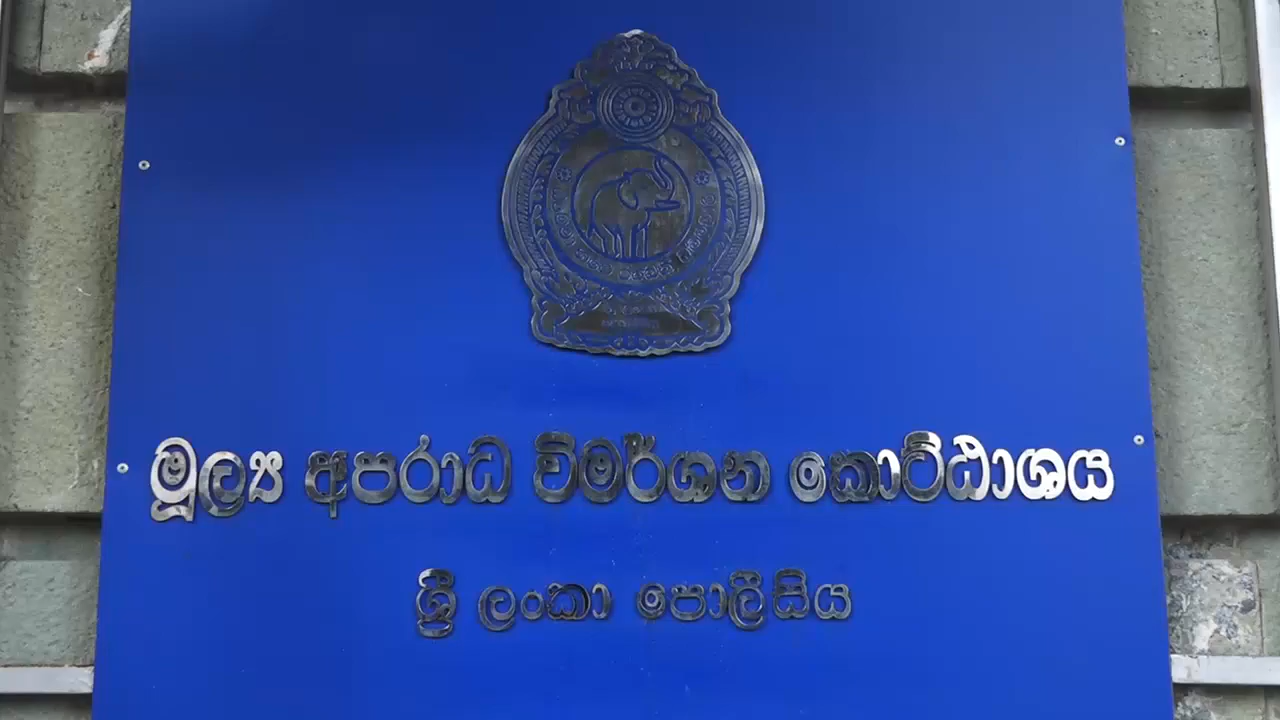 මූල්‍ය අපරාධ විමර්ශන කොට්ඨාශය
ශ්‍රී ලංකා පොලීසිය